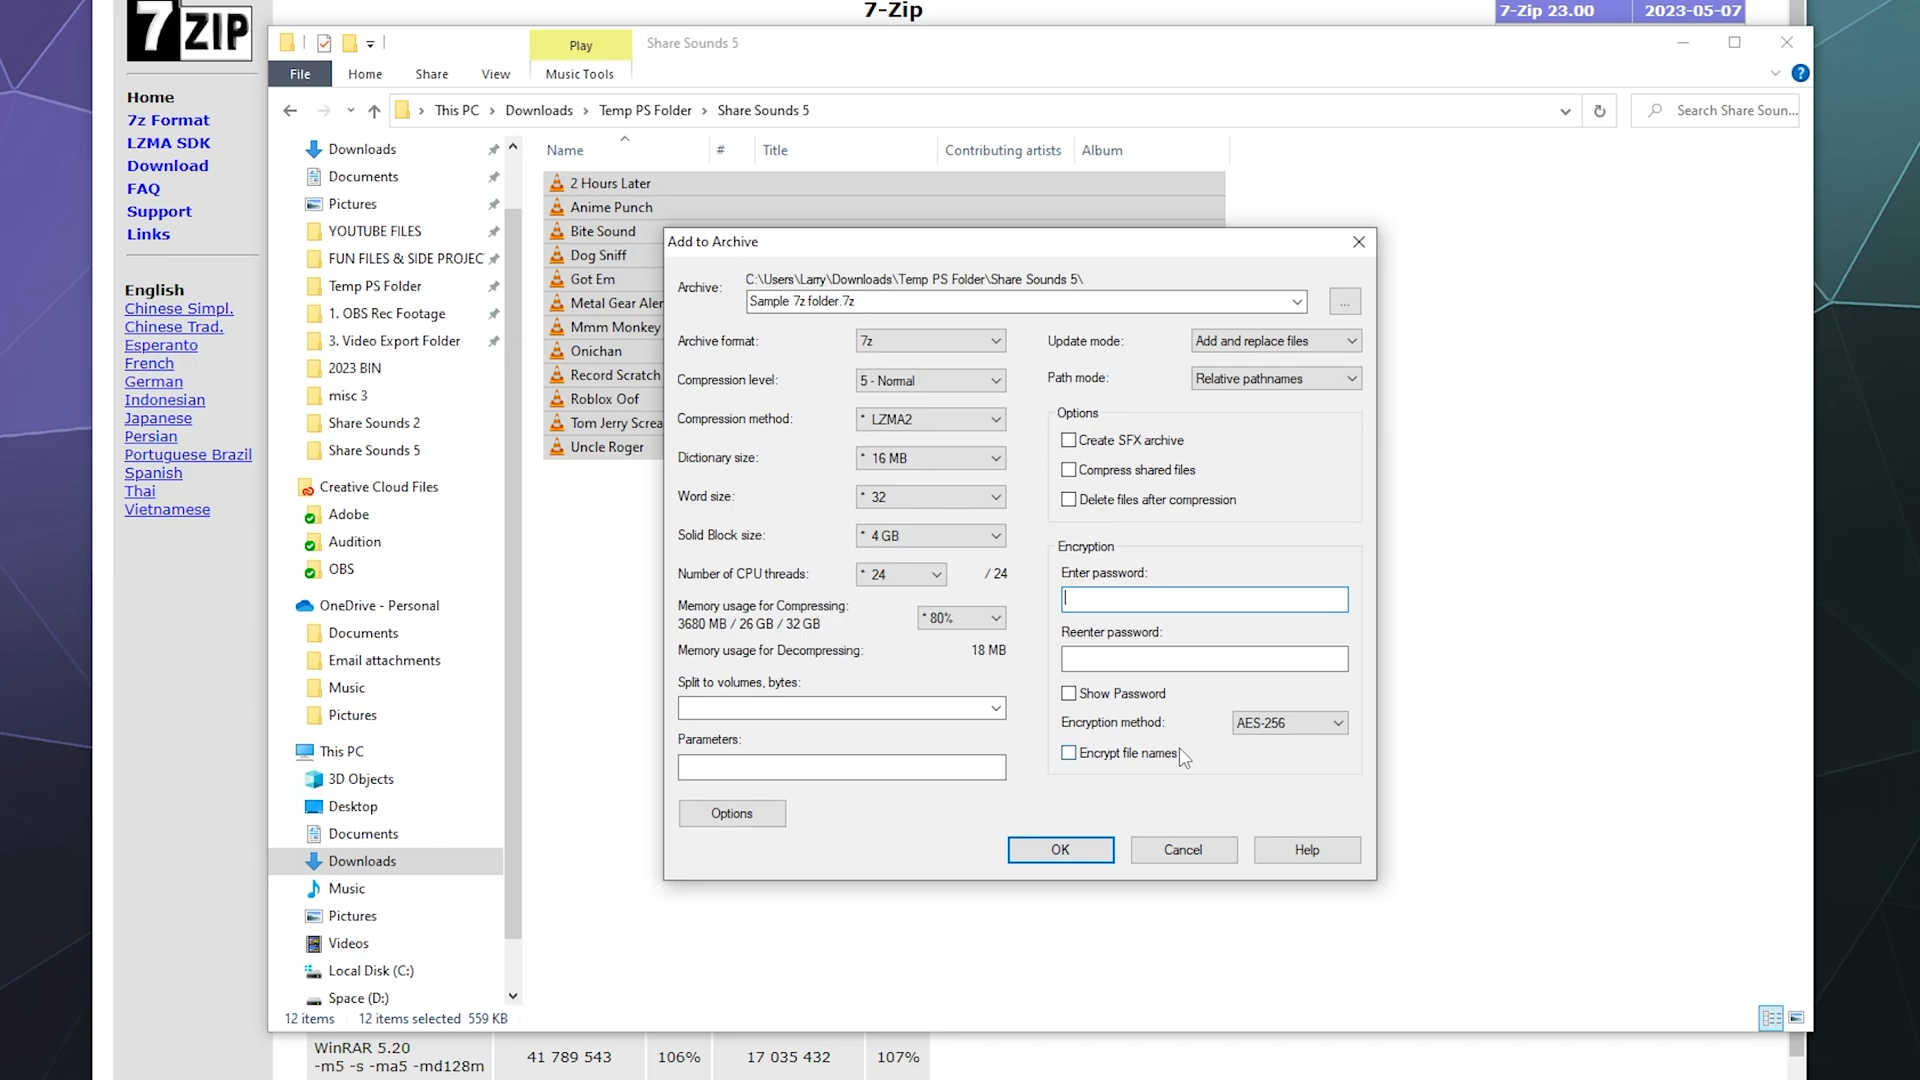 7-Zip
7-Zip 23.00
2023-05-07
7ZIP
Home
7z Format
LZMA SDK
Download
FAQ
Support
Links
English
Chinese Simpl.
Chinese Trad.
Esperanto
French
German
Indonesian
Japanese
Persian
Portuguese Brazil
Spanish
Thai
Vietnamese
Play
Share Sounds 5
File
Home
Share
View
Music Tools
?
This PC
Downloads
Temp PS Folder
Share Sounds 5
Search Share Soun...
Downloads
Documents
Pictures
YOUTUBE FILES
FUN FILES & SIDE PROJEC
Temp PS Folder
1. OBS Rec Footage
3. Video Export Folder
2023 BIN
misc 3
Share Sounds 2
Share Sounds 5
Creative Cloud Files
Adobe
Audition
OBS
OneDrive - Personal
Documents
Email attachments
Music
Pictures
This PC
3D Objects
Desktop
Documents
Downloads
Music
Pictures
Videos
Local Disk (C:)
Space (D:)
Name
#
Title
Contributing artists
Album
2 Hours Later
Anime Punch
Bite Sound
Dog Sniff
Got Em
Metal Gear Aler
Mmm Monkey
Onichan
Record Scratch
Roblox Oof
Tom Jerry Screa
Uncle Roger
Add to Archive
Archive:
C:\Users\Larry\Downloads\Temp PS Folder\Share Sounds 5\
Sample 7z folder.7z
...
Archive format:
7z
Compression level:
5 - Normal
Compression method:
* LZMA2
Dictionary size:
* 16 MB
Word size:
* 32
Solid Block size:
* 4 GB
Number of CPU threads:
* 24
/ 24
Memory usage for Compressing:
3680 MB / 26 GB / 32 GB
* 80%
Memory usage for Decompressing:
18 MB
Split to volumes, bytes:
Parameters:
Options
Update mode:
Add and replace files
Path mode:
Relative pathnames
Options
Create SFX archive
Compress shared files
Delete files after compression
Encryption
Enter password:
Reenter password:
Show Password
Encryption method:
AES-256
Encrypt file names
OK
Cancel
Help
12 items
12 items selected
559 KB
WinRAR 5.20
-m5 -s -ma5 -md128m
41 789 543
106%
17 035 432
107%